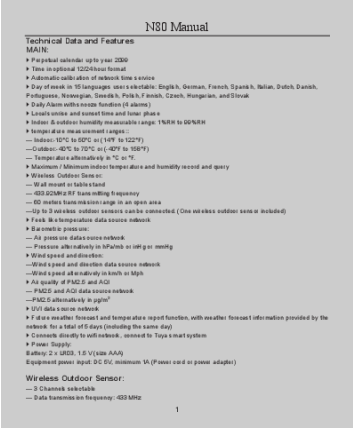 N80 Manual
Technical Data and Features
MAIN:
Perpetual calendar up to year 2099
Time in optional 12/24 hour format
Automatic calibration of network time service
Day of week in 15 languages user selectable: English, German, French, Spanish, Italian, Dutch, Danish,
Portuguese, Norwegian, Swedish, Polish, Finnish, Czech, Hungarian, and Slovak
Daily Alarm with snooze function (4 alarms)
Local sunrise and sunset time and lunar phase
Indoor & outdoor humidity measurable range: 1%RH to 99%RH
temperature measurement ranges::
— Indoor: -10°C to 50°C or (14°F to 122°F)
—Outdoor: -40°C to 70°C or (-40°F to 158°F)
— Temperature alternatively in °C or °F.
Maximum / Minimum indoor temperature and humidity record and query
Wireless Outdoor Sensor:
— Wall mount or table stand
— 433.92MHz RF transmitting frequency
— 60 meters transmission range in an open area
—Up to 3 wireless outdoor sensors can be connected. (One wireless outdoor sensor included)
Feels like temperature data source network
Barometric pressure:
— Air pressure data source network
— Pressure alternatively in hPa/mb or inHg or mmHg
Wind speed and direction:
—Wind speed and direction data source network
—Wind speed alternatively in km/h or Mph
Air quality of PM2.5 and AQI
— PM2.5 and AQI data source network
—PM2.5 alternatively in µg/m³
UVI data source network
Future weather forecast and temperature report function, with weather forecast information provided by the
network for a total of 5 days (including the same day)
Connects directly to wifi network, connect to Tuya smart system
Power Supply:
Battery: 2 x LR03, 1.5 V (size AAA)
Equipment power input: DC 5V, minimum 1A (Power cord or power adapter)
Wireless Outdoor Sensor:
— 3 Channels selectable
— Data transmission frequency: 433 MHz
1